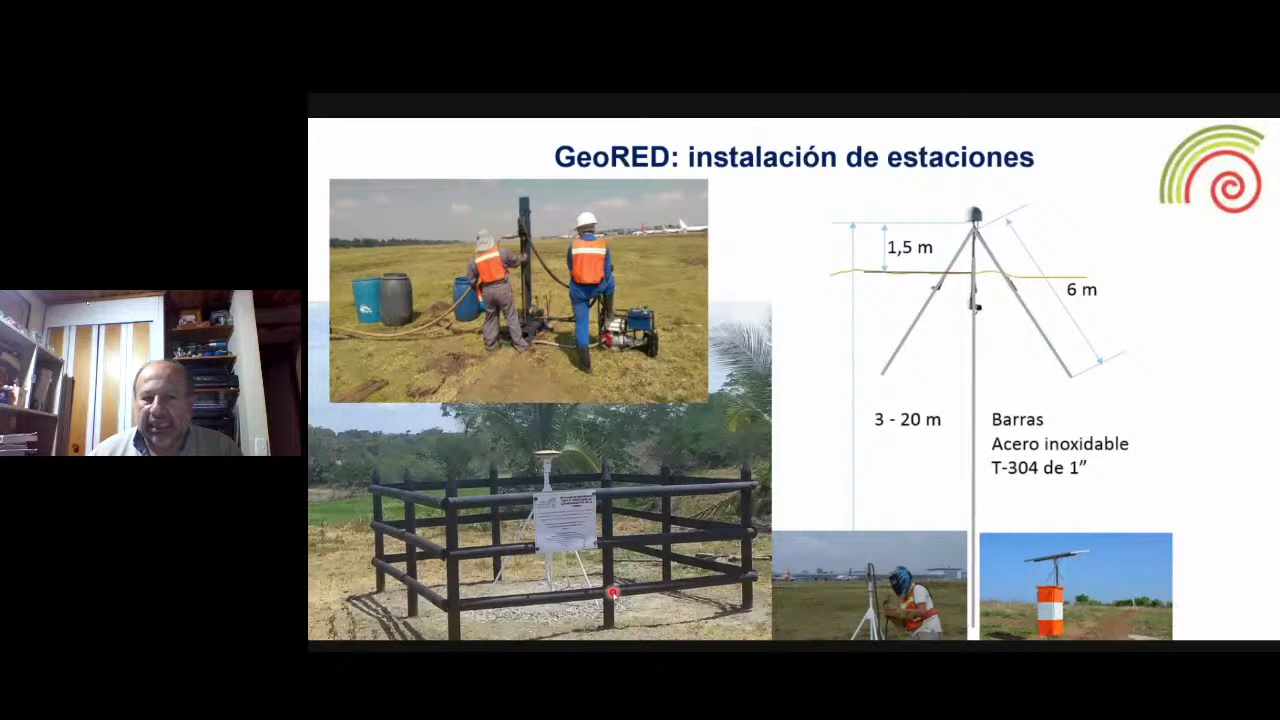 GeoRED: instalación de estaciones
1,5 m
6 m
3 - 20 m
Barras
Acero inoxidable
T-304 de 1”